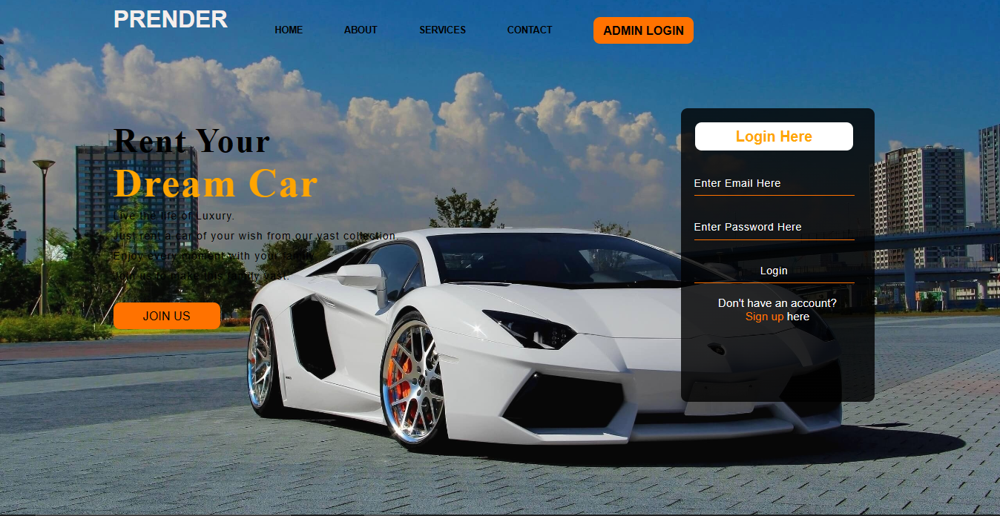 PRENDER
HOME
ABOUT
SERVICES
CONTACT
ADMIN LOGIN
Rent Your
Dream Car
Live the life of Luxury.
Just rent a car of your wish from our vast collection.
Enjoy every moment with your family
Join us to make this family vast.
JOIN US
Login Here
Enter Email Here
Enter Password Here
Login
Don't have an account?
Sign up here